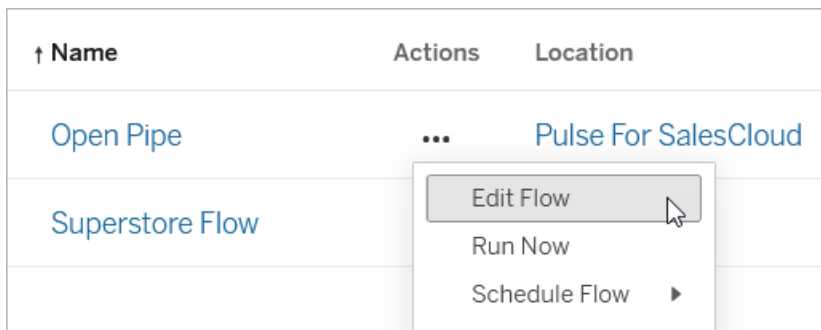 ↑ Name Actions Location
Open Pipe ••• Pulse For SalesCloud
Edit Flow
Superstore Flow
Run Now
Schedule Flow